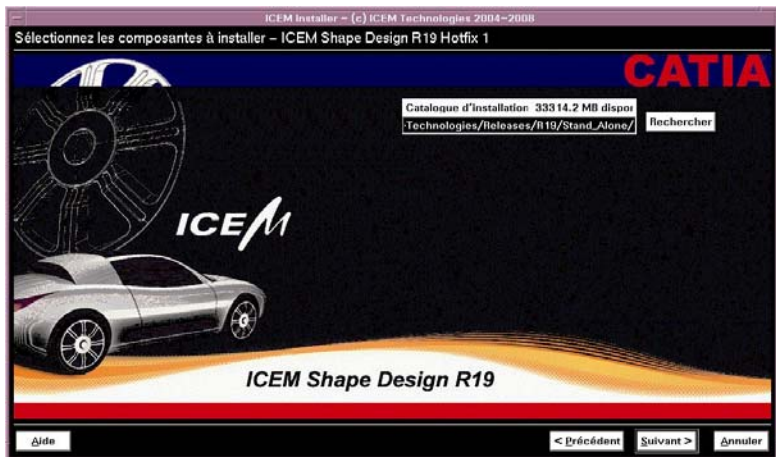 ICEM Installer – (c) ICEM Technologies 2004–2008
Sélectionnez les composantes à installer – ICEM Shape Design R19 Hotfix 1
CATIA
Catalogue d'installation 33314.2 MB dispor
-Technologies/Releases/R19/Stand_Alone/
Rechercher
ICEM
ICEM Shape Design R19
Aide
< Précédent
Suivant >
Annuler